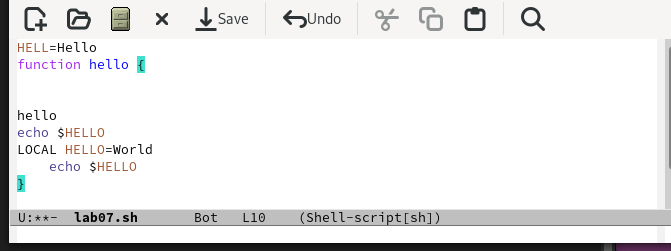 Save Undo
HELL=Hello
function hello {
hello
echo $HELLO
LOCAL HELLO=World
echo $HELLO
}
U:**-  lab07.sh       Bot   L10    (Shell-script[sh])